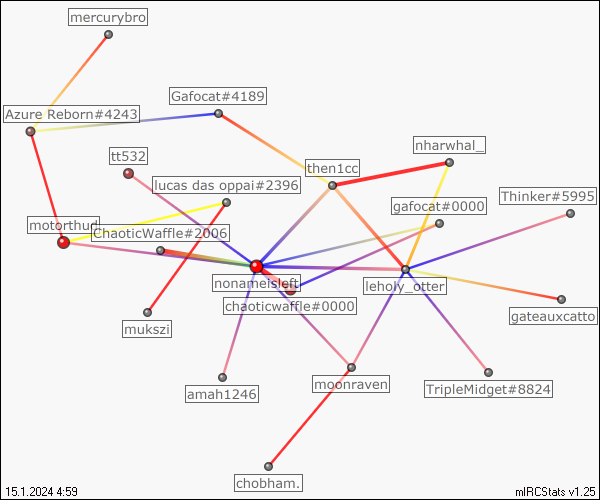 mercurybro
Gafocat#4189
Azure Reborn#4243
nharwhal_
tt532
then1cc
lucas das oppai#2396
Thinker#5995
gafocat#0000
motorthud
ChaoticWaffle#2006
nonameisleft
leholy_otter
chaoticwaffle#0000
gateauxcatto
mukszi
moonraven
TripleMidget#8824
amah1246
chobham.
15.1.2024 4:59
mIRCStats v1.25